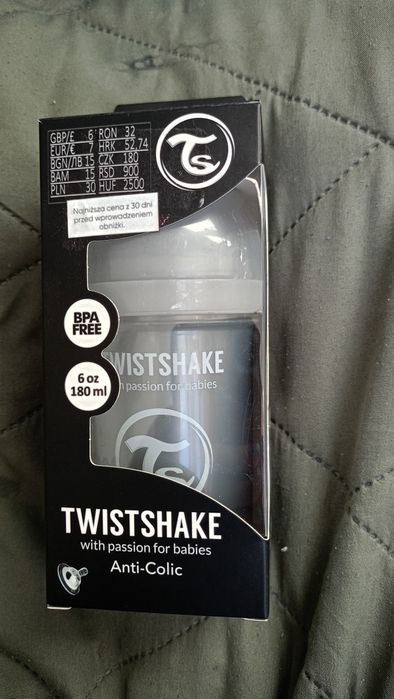 GBP/£ 6 RON 32
EUR/€ 7 HRK 52,74
BGN/ЛВ 15 CZK 180
BAM 15 RSD 900
PLN 30 HUF 2500
Ts
Najniższa cena z 30 dni
przed wprowadzeniem
obniżki.
BPA
FREE
6 oz
180 ml
TWISTSHAKE
with passion for babies
Ts
TWISTSHAKE
with passion for babies
Anti-Colic